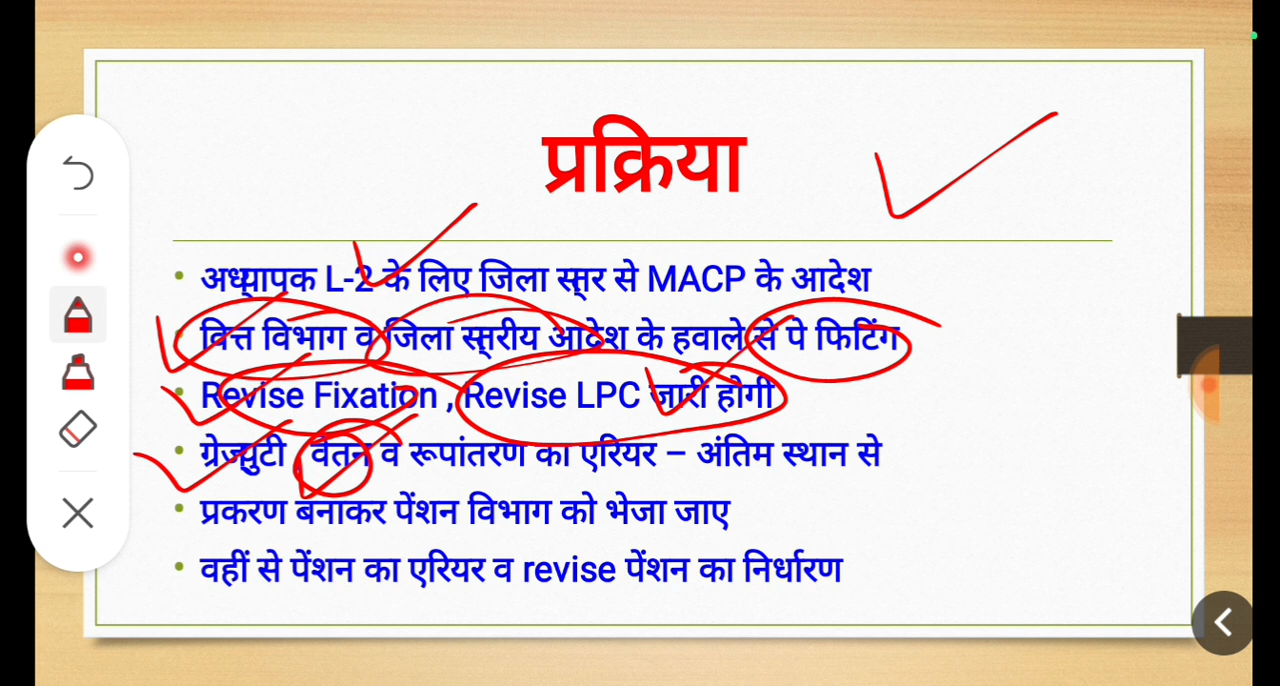 प्रक्रिया
• अध्यापक L-2 के लिए जिला स्तर से MACP के आदेश
• वित्त विभाग व जिला स्तरीय आदेश के हवाले से पे फिटिंग
• Revise Fixation , Revise LPC जारी होगी
• ग्रेज्युटी , वेतन व रूपांतरण का एरियर – अंतिम स्थान से
• प्रकरण बनाकर पेंशन विभाग को भेजा जाए
• वहीं से पेंशन का एरियर व revise पेंशन का निर्धारण